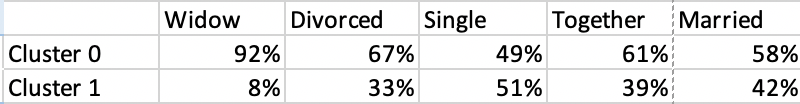 Widow Divorced Single Together Married
Cluster 0 92% 67% 49% 61% 58%
Cluster 1 8% 33% 51% 39% 42%